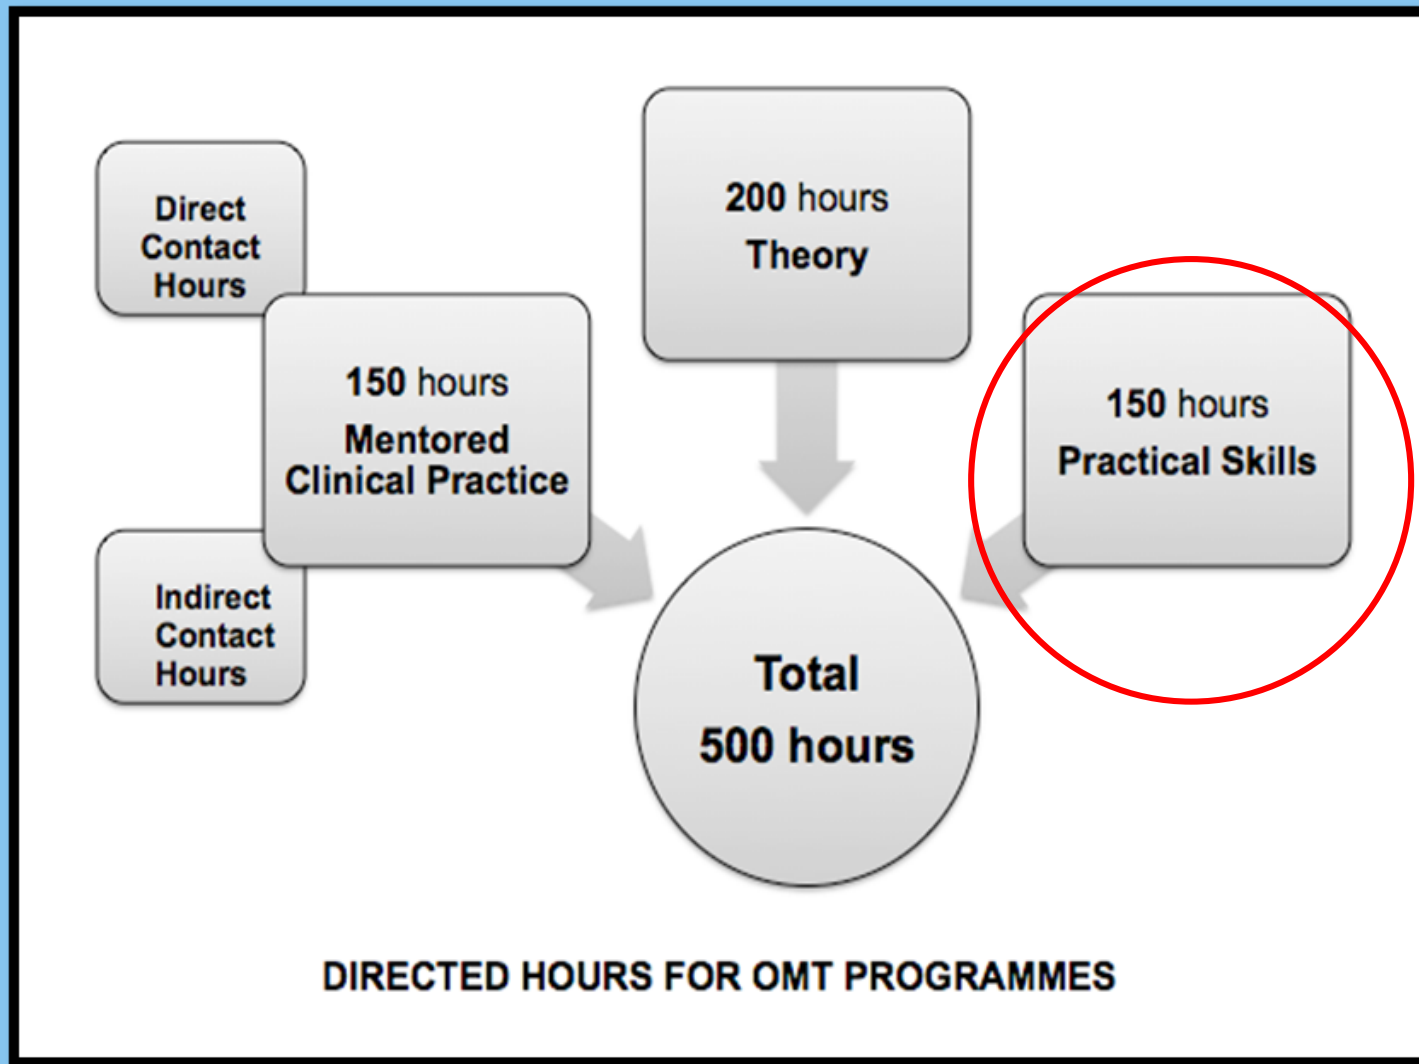 Direct
Contact
Hours
200 hours
Theory
150 hours
Mentored
Clinical Practice
150 hours
Practical Skills
Indirect
Contact
Hours
Total
500 hours
DIRECTED HOURS FOR OMT PROGRAMMES